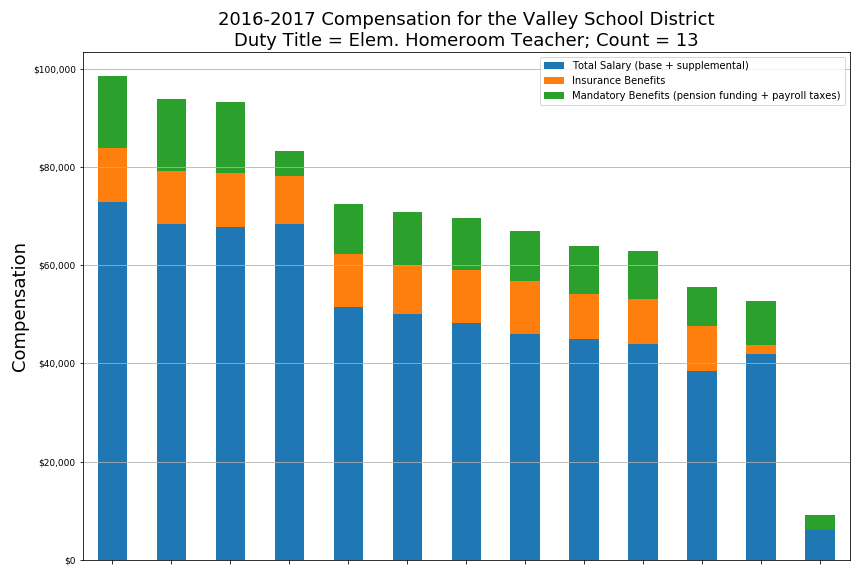 2016-2017 Compensation for the Valley School District
Duty Title = Elem. Homeroom Teacher; Count = 13
Total Salary (base + supplemental)
Insurance Benefits
Mandatory Benefits (pension funding + payroll taxes)
Compensation
$100,000
$80,000
$60,000
$40,000
$20,000
$0